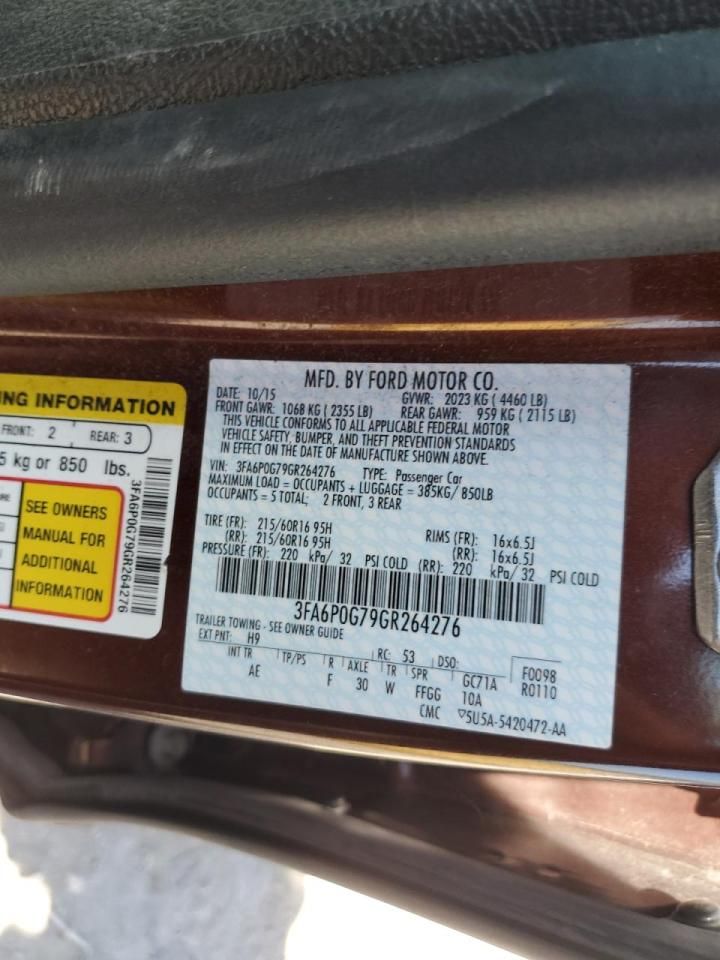 NG INFORMATION
FRONT: 2 REAR: 3
5 kg or 850 lbs.
SEE OWNERS
MANUAL FOR
ADDITIONAL
INFORMATION
3FA6P0G79GR264276
MFD. BY FORD MOTOR CO.
DATE: 10/15 GVWR: 2023 KG ( 4460 LB)
FRONT GAWR: 1068 KG ( 2355 LB) REAR GAWR: 959 KG ( 2115 LB)
THIS VEHICLE CONFORMS TO ALL APPLICABLE FEDERAL MOTOR
VEHICLE SAFETY, BUMPER, AND THEFT PREVENTION STANDARDS
IN EFFECT ON THE DATE OF MANUFACTURE SHOWN ABOVE.
VIN: 3FA6P0G79GR264276 TYPE: Passenger Car
MAXIMUM LOAD = OCCUPANTS + LUGGAGE = 385KG/ 850LB
OCCUPANTS = 5 TOTAL; 2 FRONT, 3 REAR
TIRE (FR): 215/60R16 95H RIMS (FR): 16x6.5J
(RR): 215/60R16 95H (RR): 16x6.5J
PRESSURE (FR): 220 kPa/ 32 PSI COLD (RR): 220 kPa/ 32 PSI COLD
3FA6P0G79GR264276
TRAILER TOWING - SEE OWNER GUIDE
EXT PNT: H9 RC: 53 DSO: F0098
INT TR TP/PS R AXLE TR SPR GC71A R0110
AE F 30 W FFGG 10A
CMC ▽SU5A-5420472-AA